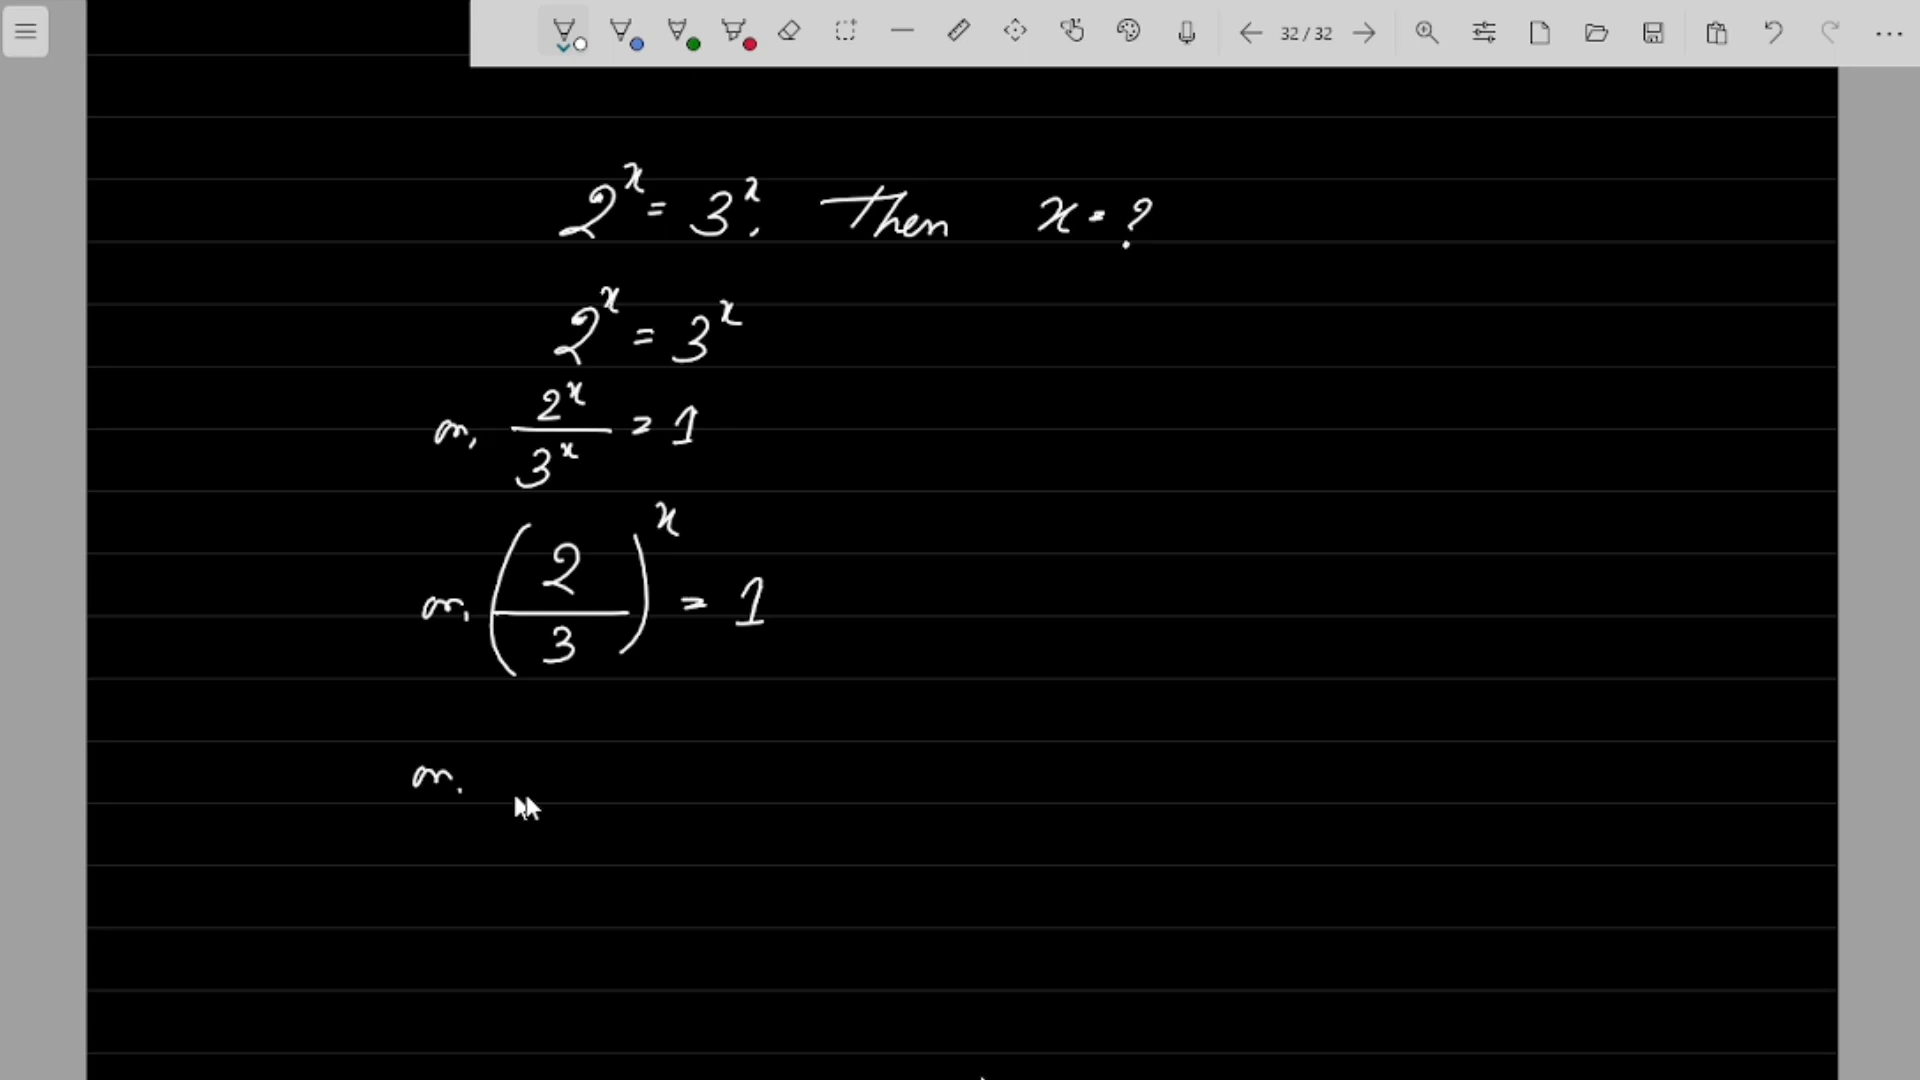 32 / 32
2^x = 3^x, Then x = ?
2^x = 3^x
or, 2^x / 3^x = 1
or, (2/3)^x = 1
or.